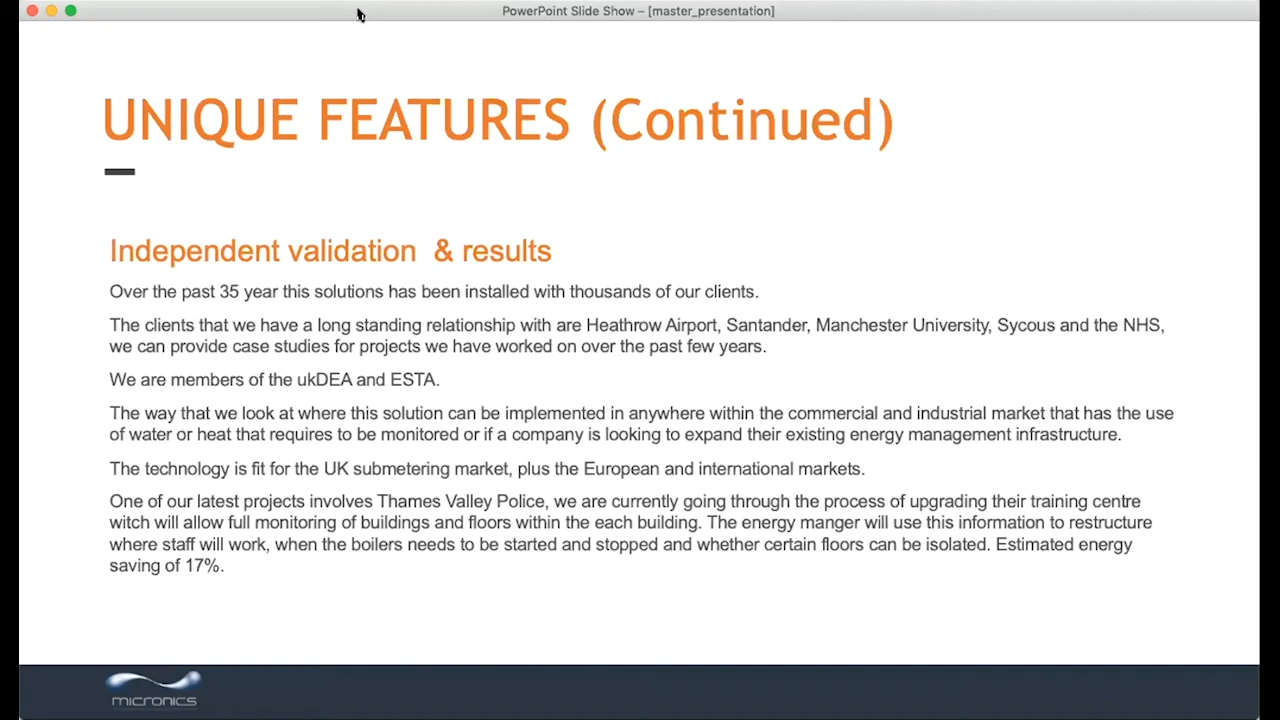 PowerPoint Slide Show – [master_presentation]
UNIQUE FEATURES (Continued)
Independent validation & results
Over the past 35 year this solutions has been installed with thousands of our clients.
The clients that we have a long standing relationship with are Heathrow Airport, Santander, Manchester University, Sycous and the NHS,
we can provide case studies for projects we have worked on over the past few years.
We are members of the ukDEA and ESTA.
The way that we look at where this solution can be implemented in anywhere within the commercial and industrial market that has the use
of water or heat that requires to be monitored or if a company is looking to expand their existing energy management infrastructure.
The technology is fit for the UK submetering market, plus the European and international markets.
One of our latest projects involves Thames Valley Police, we are currently going through the process of upgrading their training centre
witch will allow full monitoring of buildings and floors within the each building. The energy manger will use this information to restructure
where staff will work, when the boilers needs to be started and stopped and whether certain floors can be isolated. Estimated energy
saving of 17%.
micronics